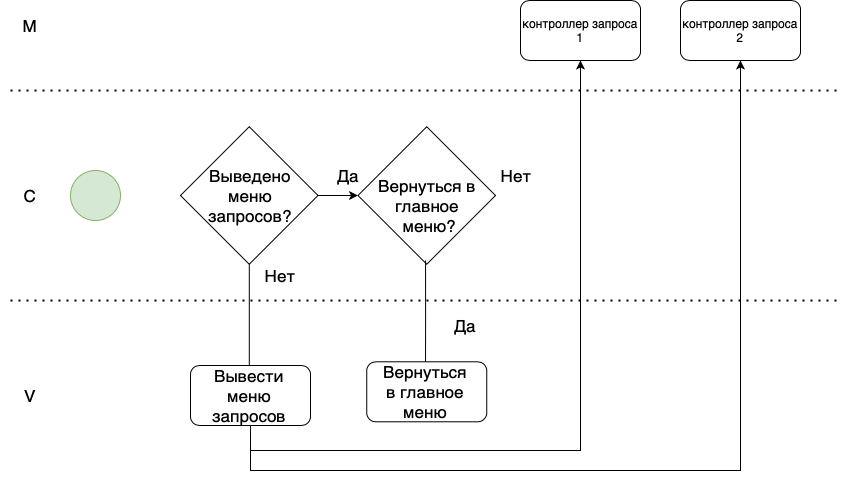 M
контроллер запроса
1
контроллер запроса
2
C
Выведено
меню
запросов?
Да
Вернуться в
главное
меню?
Нет
Нет
Да
V
Вывести
меню
запросов
Вернуться
в главное
меню